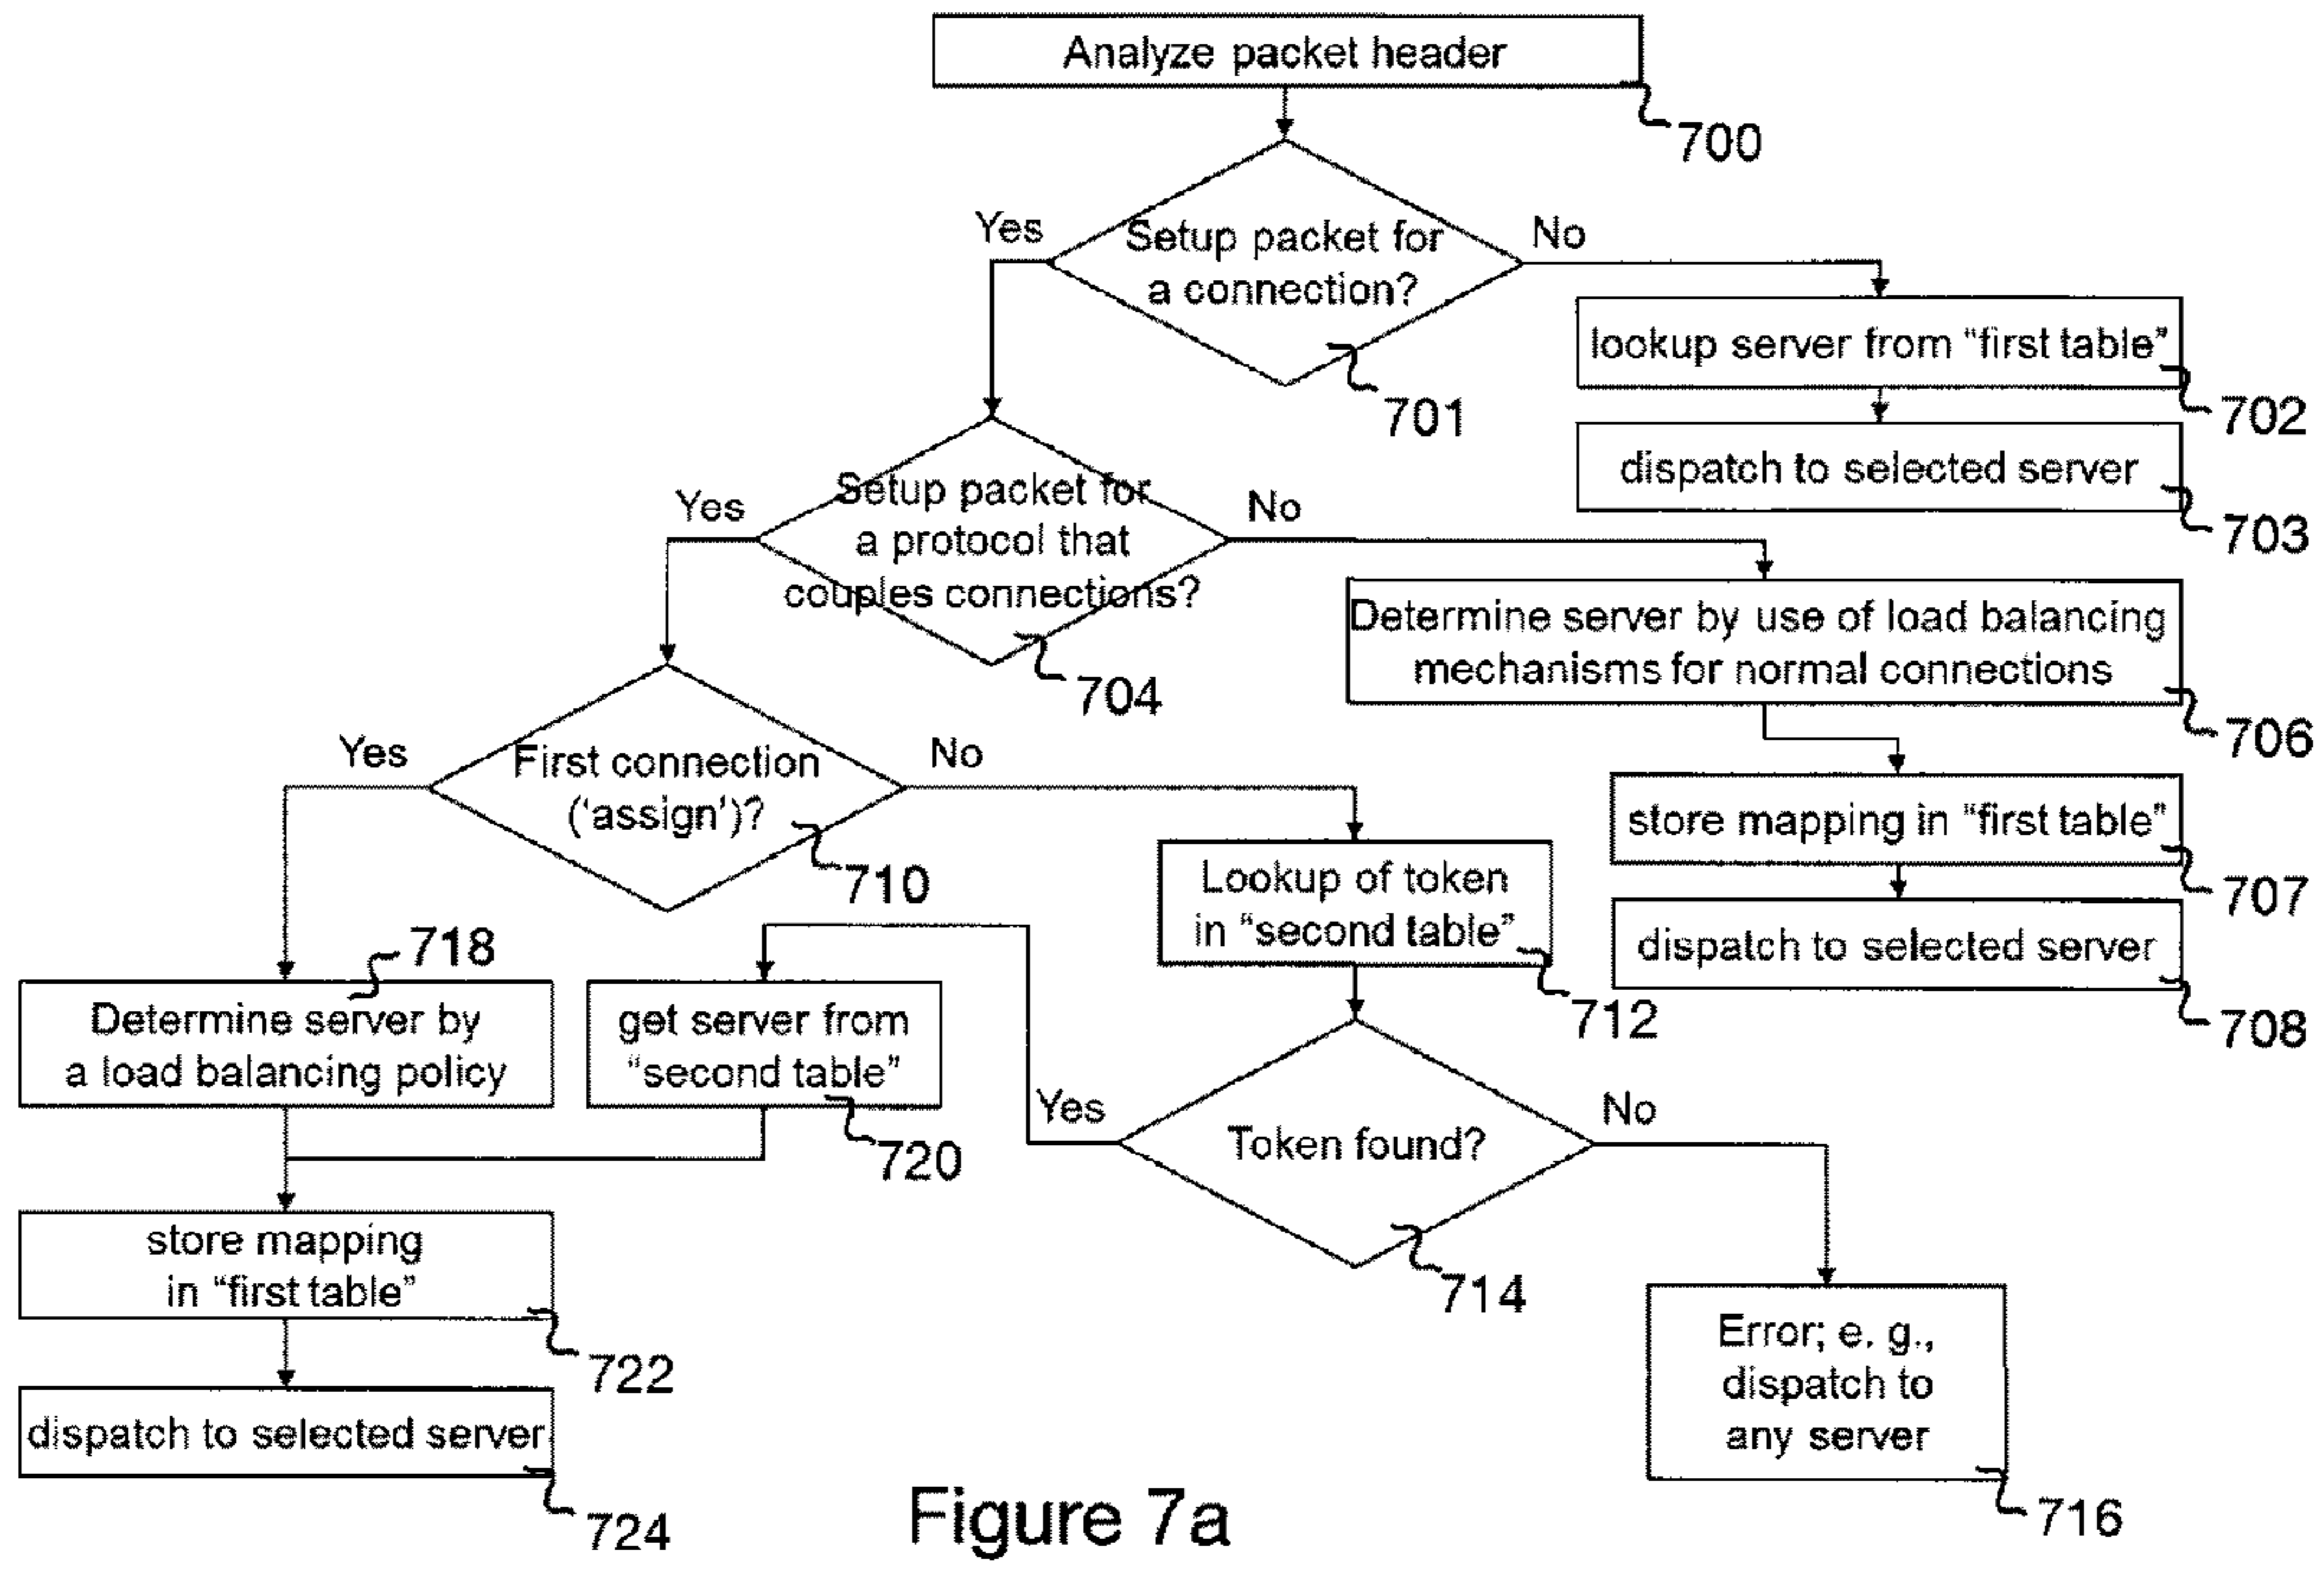 Analyze packet header
700
Yes
Setup packet for
a connection?
No
701
lookup server from “first table”
702
dispatch to selected server
703
Yes
Setup packet for
a protocol that
couples connections?
No
704
Determine server by use of load balancing
mechanisms for normal connections
706
store mapping in “first table”
707
dispatch to selected server
708
Yes
First connection
(‘assign’)?
No
710
Lookup of token
in “second table”
712
718
Determine server by
a load balancing policy
get server from
“second table”
720
Yes
Token found?
No
714
store mapping
in “first table”
722
dispatch to selected server
724
Error; e. g.,
dispatch to
any server
716
Figure 7a